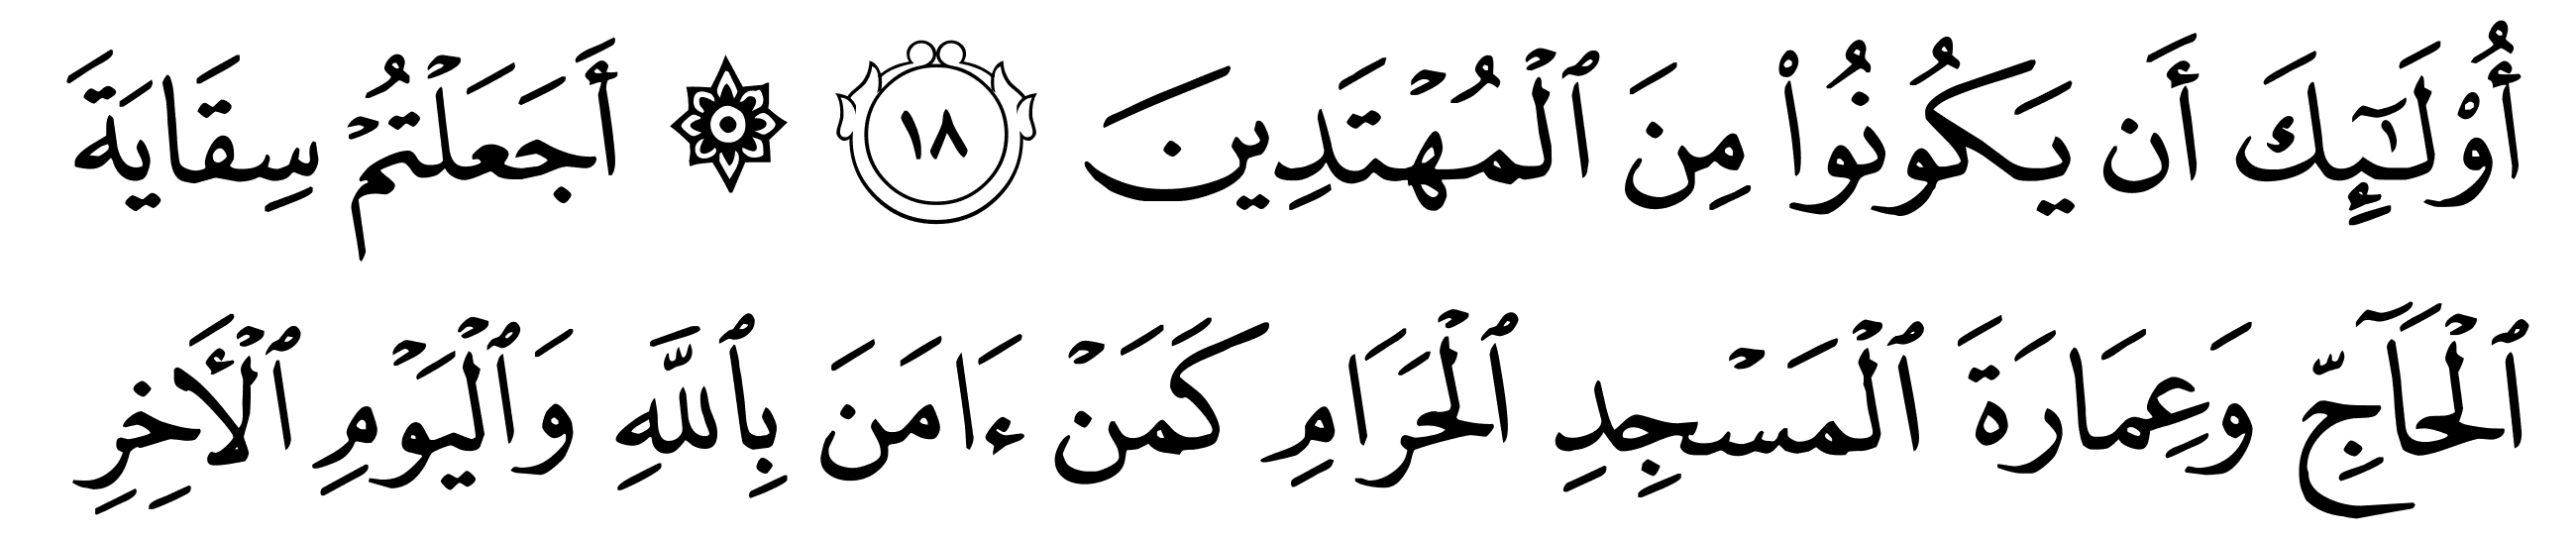 أُوْلَـٰٓئِكَ أَن يَكُونُواْ مِنَ ٱلۡمُهۡتَدِينَ ١٨ ۞ أَجَعَلۡتُمۡ سِقَايَةَ
ٱلۡحَآجِّ وَعِمَارَةَ ٱلۡمَسۡجِدِ ٱلۡحَرَامِ كَمَنۡ ءَامَنَ بِٱللَّهِ وَٱلۡيَوۡمِ ٱلۡأَخِرِ